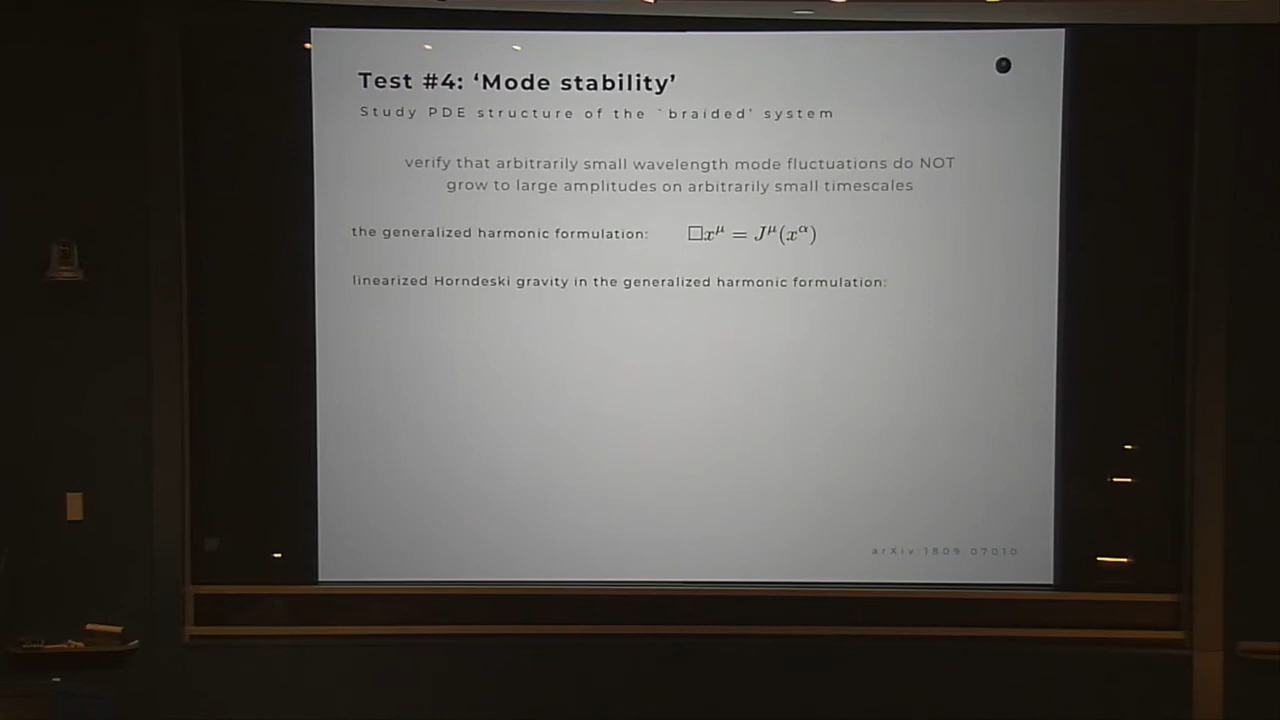 Test #4: ‘Mode stability’
Study PDE structure of the `braided' system
verify that arbitrarily small wavelength mode fluctuations do NOT
grow to large amplitudes on arbitrarily small timescales
the generalized harmonic formulation: □x^μ = J^μ(x^α)
linearized Horndeski gravity in the generalized harmonic formulation:
arXiv:1809.07010